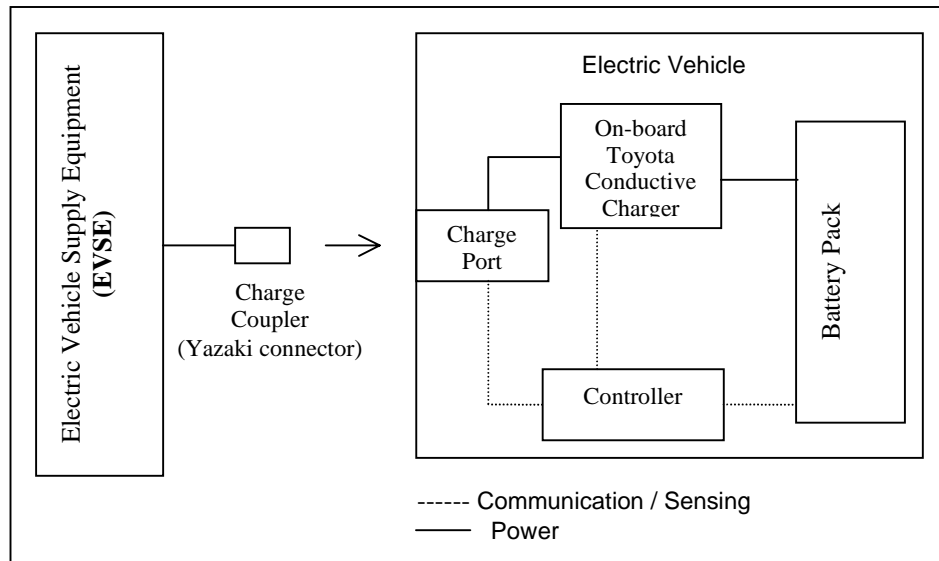 Electric Vehicle Supply Equipment
(EVSE)
Charge
Coupler
(Yazaki connector)
Electric Vehicle
On-board
Toyota
Conductive
Charger
Charge
Port
Controller
Battery Pack
Communication / Sensing
Power